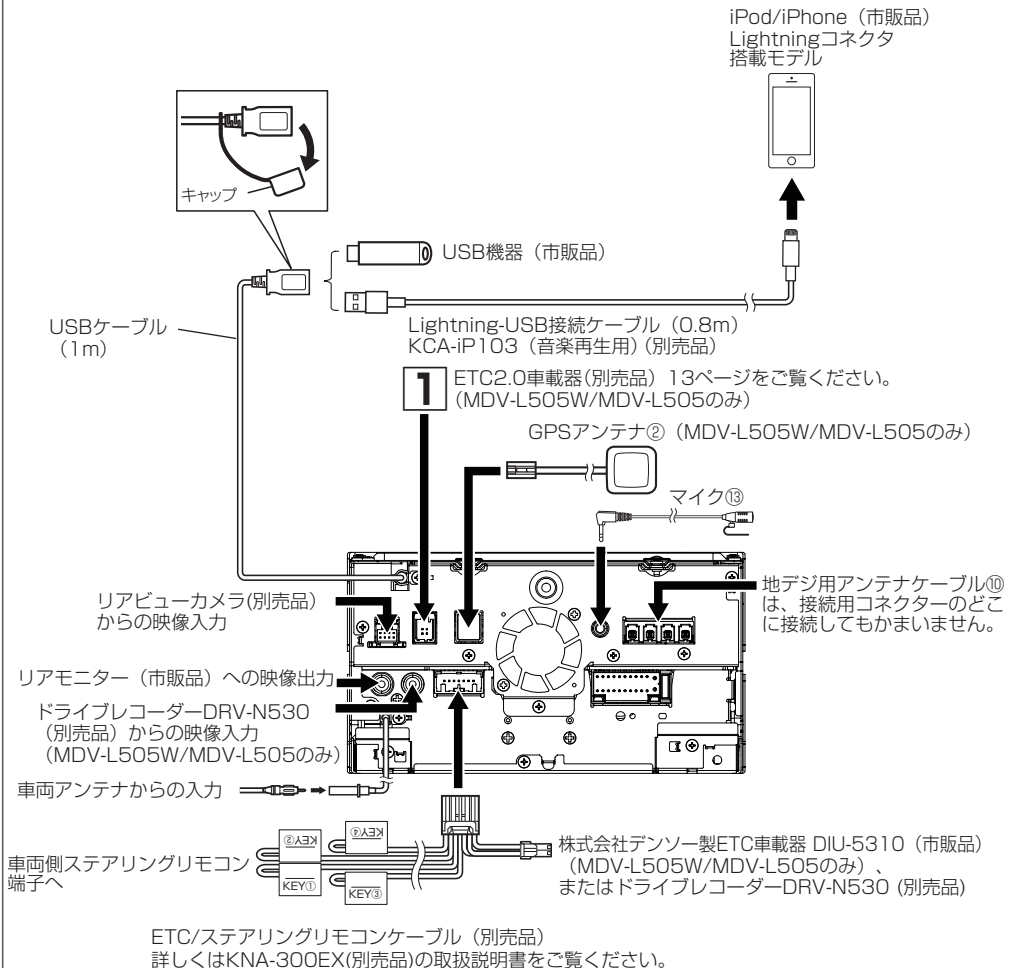 iPod/iPhone（市販品）
Lightningコネクタ
搭載モデル
キャップ
USB機器（市販品）
USBケーブル
（1m）
Lightning-USB接続ケーブル（0.8m）
KCA-iP103（音楽再生用）（別売品）
1
ETC2.0車載器(別売品）13ページをご覧ください。
（MDV-L505W/MDV-L505のみ）
GPSアンテナ②（MDV-L505W/MDV-L505のみ）
マイク⑬
リアビューカメラ(別売品）
からの映像入力
地デジ用アンテナケーブル⑩
は、接続用コネクターのどこ
に接続してもかまいません。
リアモニター（市販品）への映像出力
ドライブレコーダーDRV-N530
（別売品）からの映像入力
（MDV-L505W/MDV-L505のみ）
車両アンテナからの入力
KEY②
KEY④
車両側ステアリングリモコン
端子へ
KEY①
KEY③
株式会社デンソー製ETC車載器 DIU-5310（市販品）
（MDV-L505W/MDV-L505のみ）、
またはドライブレコーダーDRV-N530 (別売品)
ETC/ステアリングリモコンケーブル（別売品）
詳しくはKNA-300EX(別売品)の取扱説明書をご覧ください。